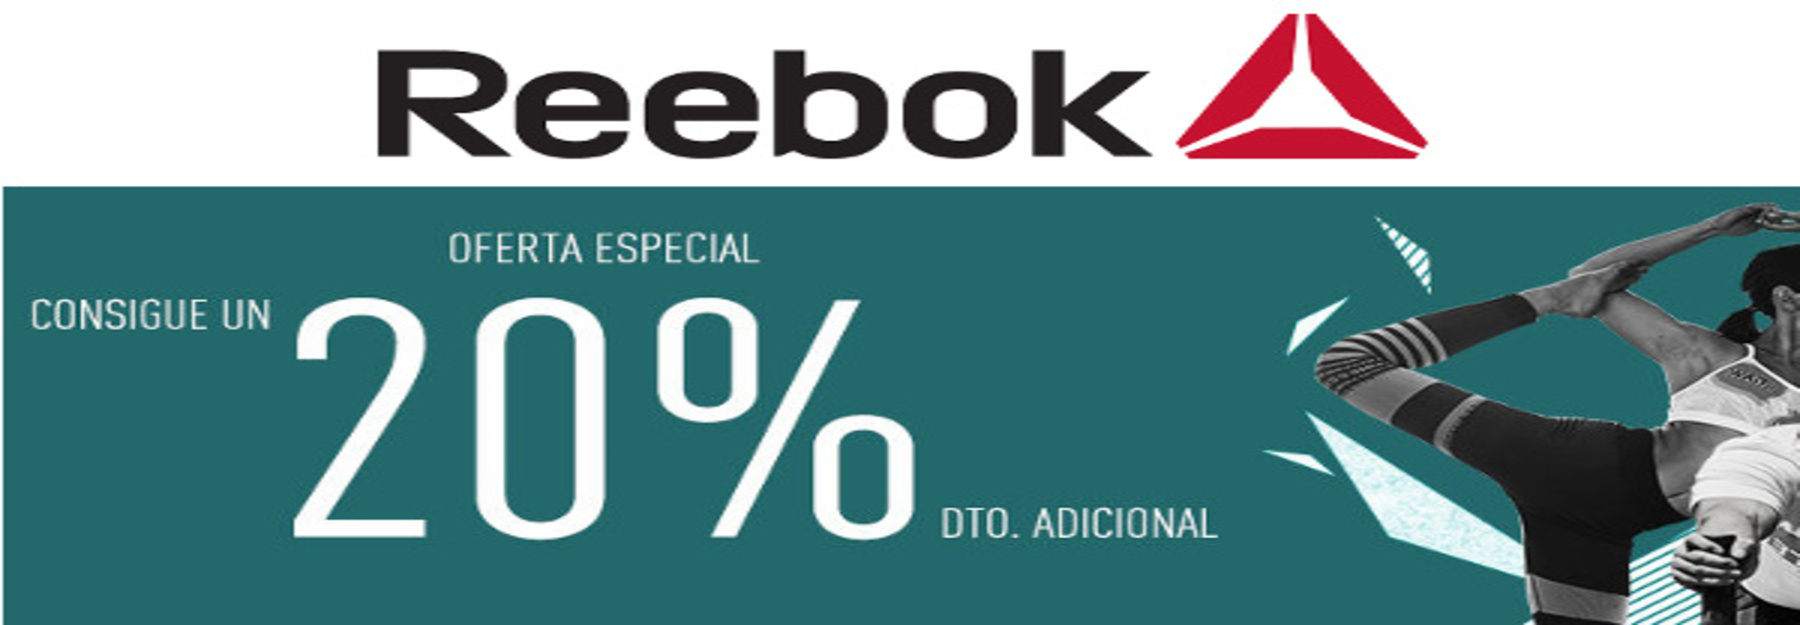 Reebok
OFERTA ESPECIAL
CONSIGUE UN
20%
DTO. ADICIONAL